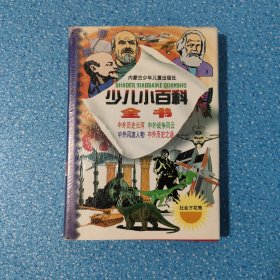 内蒙古少年儿童出版社
SHAOER XIAOBAIKE QUANSHU
少儿小百科
全书
中外历史长河 中外战争风云
中外风流人物 中外历史之谜
社会万花筒